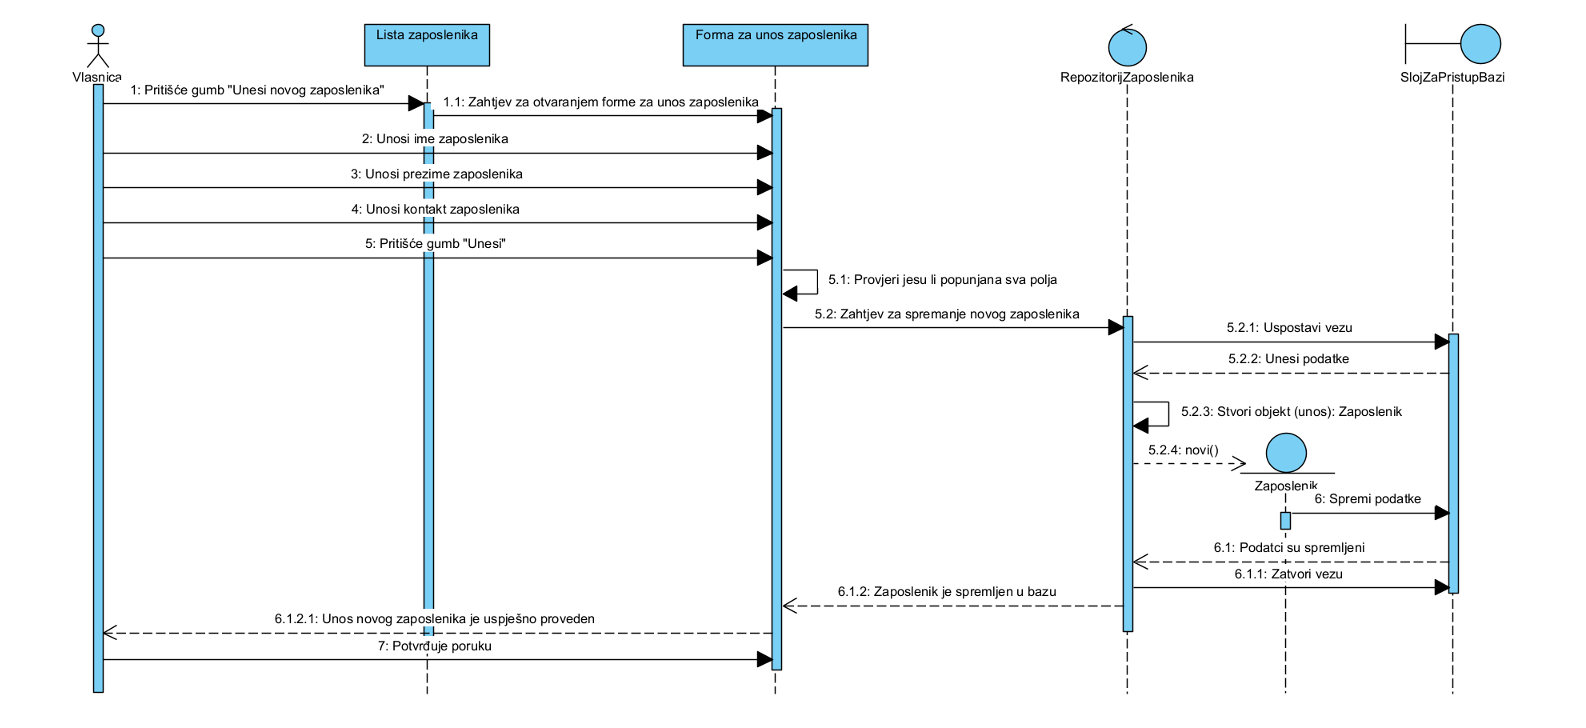 Vlasnica
Lista zaposlenika
Forma za unos zaposlenika
RepozitorijZaposlenika
SlojZaPristupBazi
1: Pritišće gumb "Unesi novog zaposlenika"
1.1: Zahtjev za otvaranjem forme za unos zaposlenika
2: Unosi ime zaposlenika
3: Unosi prezime zaposlenika
4: Unosi kontakt zaposlenika
5: Pritišće gumb "Unesi"
5.1: Provjeri jesu li popunjana sva polja
5.2: Zahtjev za spremanje novog zaposlenika
5.2.1: Uspostavi vezu
5.2.2: Unesi podatke
5.2.3: Stvori objekt (unos): Zaposlenik
5.2.4: novi()
Zaposlenik
6: Spremi podatke
6.1: Podatci su spremljeni
6.1.1: Zatvori vezu
6.1.2: Zaposlenik je spremljen u bazu
6.1.2.1: Unos novog zaposlenika je uspješno proveden
7: Potvrđuje poruku